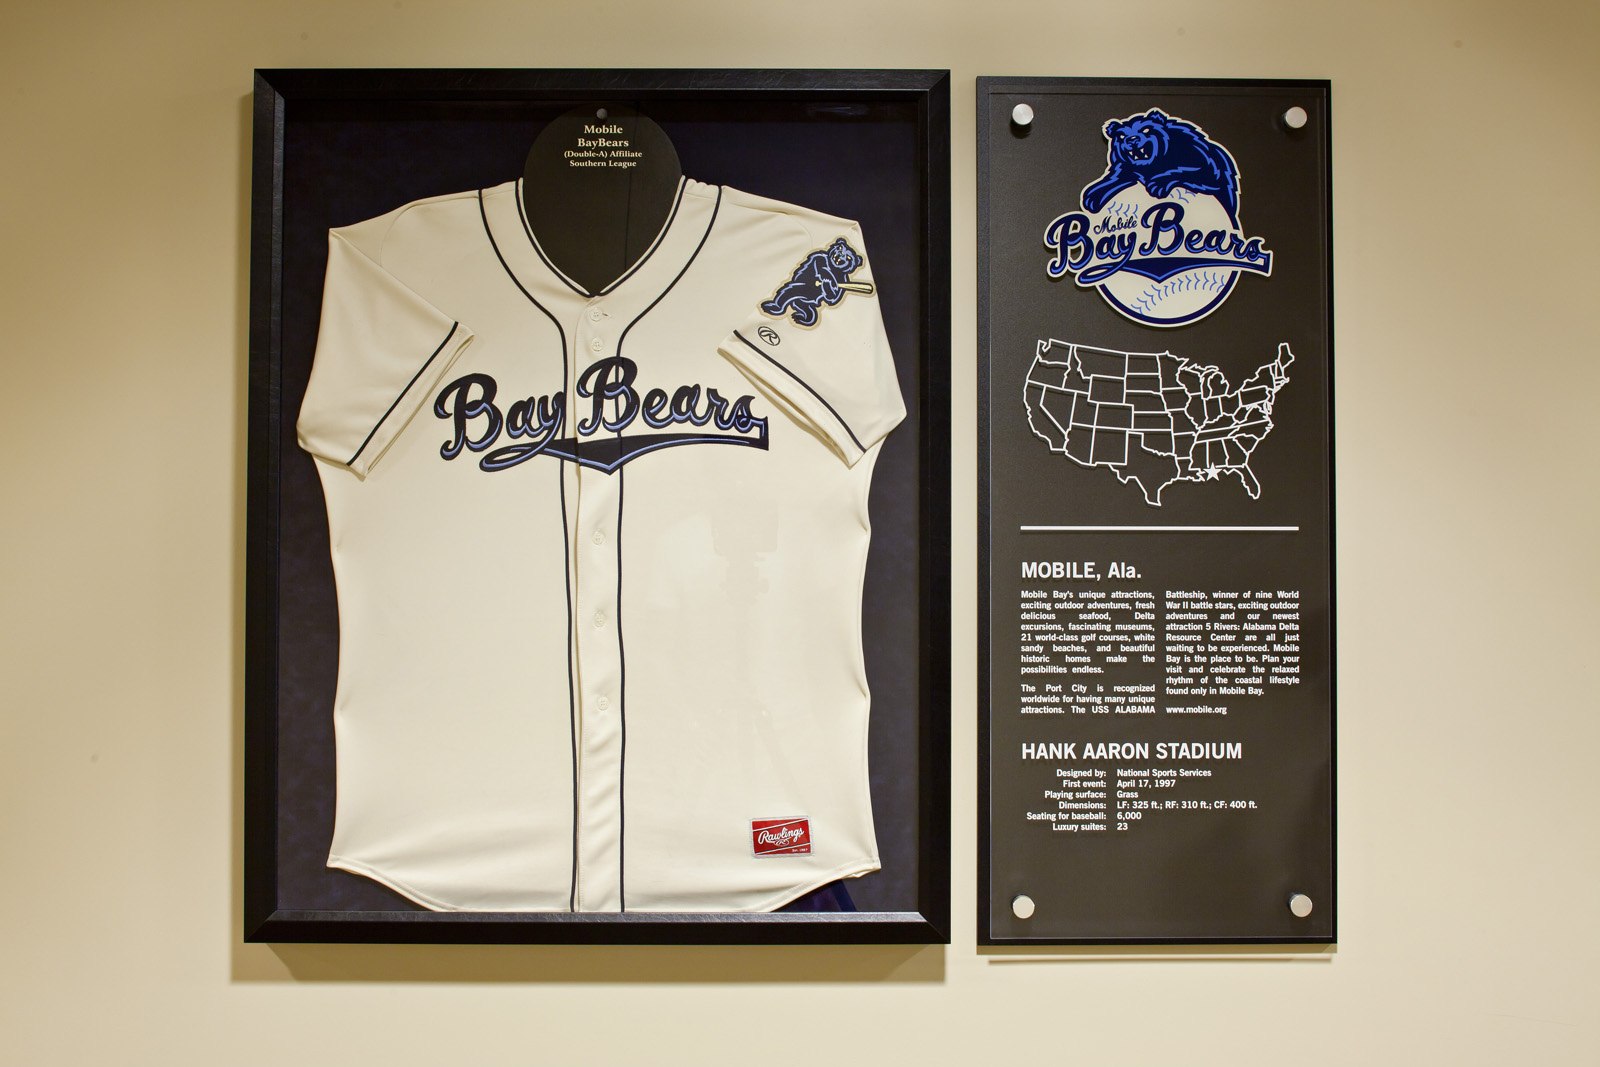 Mobile
BayBears
(Double-A) Affiliate
Southern League
BayBears
R
Rawlings
Mobile
BayBears
MOBILE, Ala.
Mobile Bay's unique attractions,
exciting outdoor adventures, fresh
delicious seafood, Delta
excursions, fascinating museums,
21 world-class golf courses, white
sandy beaches, and beautiful
historic homes make the
possibilities endless.
The Port City is recognized
worldwide for having many unique
attractions. The USS ALABAMA
Battleship, winner of nine World
War II battle stars, exciting outdoor
adventures and our newest
attraction 5 Rivers: Alabama Delta
Resource Center are all just
waiting to be experienced. Mobile
Bay is the place to be. Plan your
visit and celebrate the relaxed
rhythm of the coastal lifestyle
found only in Mobile Bay.
www.mobile.org
HANK AARON STADIUM
Designed by: National Sports Services
First event: April 17, 1997
Playing surface: Grass
Dimensions: LF: 325 ft.; RF: 310 ft.; CF: 400 ft.
Seating for baseball: 6,000
Luxury suites: 23